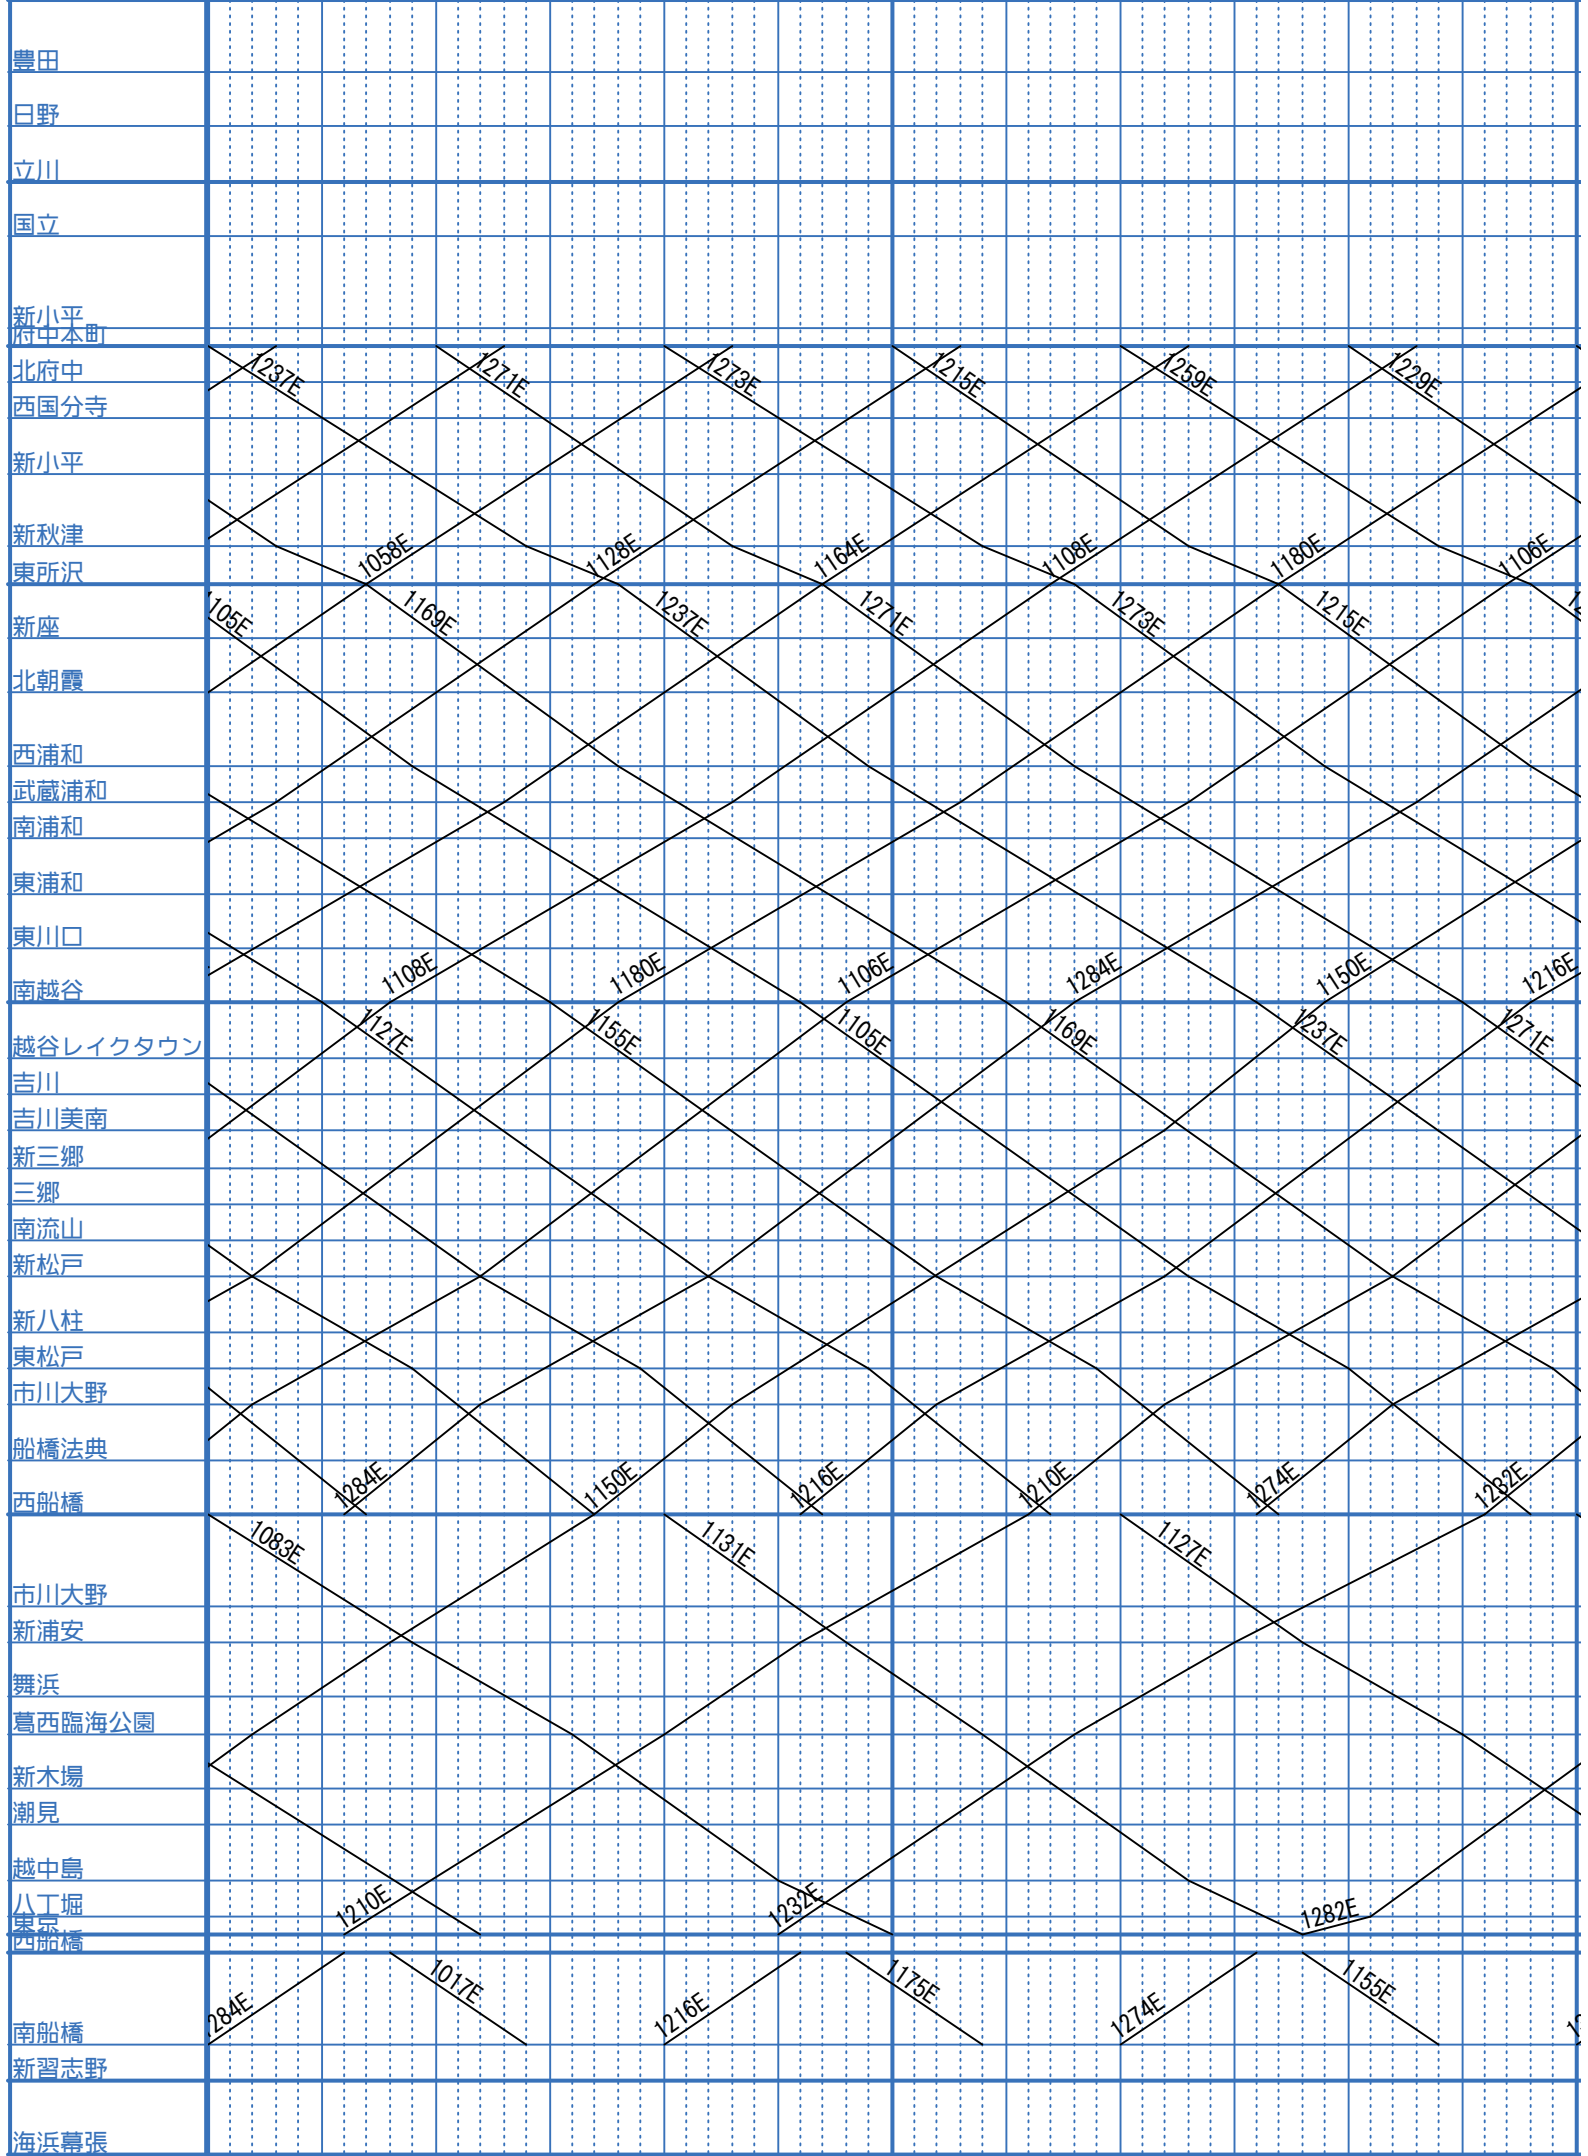 豊田
日野
立川
国立
新小平
府中本町
北府中
1237E 1271E 1273E 1215E 1259E 1229E
西国分寺
新小平
新秋津
1058E 1128E 1164E 1108E 1180E 1106E
東所沢
1105E 1169E 1237E 1271E 1273E 1215E
新座
北朝霞
西浦和
武蔵浦和
南浦和
東浦和
東川口
1108E 1180E 1106E 1284E 1150E 1216E
南越谷
1127E 1155E 1105E 1169E 1237E 1271E
越谷レイクタウン
吉川
吉川美南
新三郷
三郷
南流山
新松戸
新八柱
東松戸
市川大野
船橋法典
1284E 1150E 1216E 1210E 1274E 1232E
西船橋
1083E 1131E 1127E
市川大野
新浦安
舞浜
葛西臨海公園
新木場
潮見
越中島
八丁堀
1210E 1232E 1282E
東京
西船橋
1017E 1175E 1155E
284E 1216E 1274E
南船橋
新習志野
海浜幕張